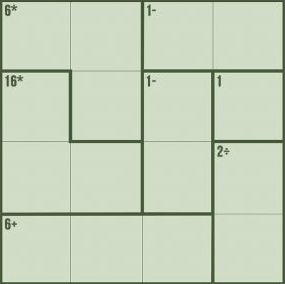 6* 1-
16* 1- 1
2÷
6+